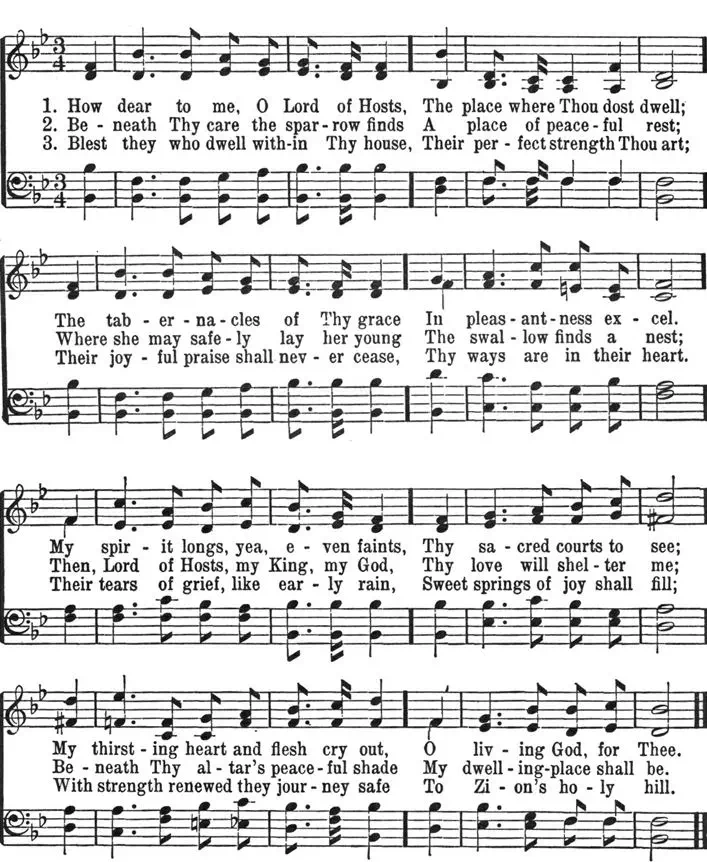 3
4
1. How dear to me, O Lord of Hosts, The place where Thou dost dwell;
2. Be - neath Thy care the spar-row finds A place of peace-ful rest;
3. Blest they who dwell with-in Thy house, Their per-fect strength Thou art;
3
4
The tab - er - na - cles of Thy grace In pleas - ant - ness ex - cel.
Where she may safe - ly lay her young The swal - low finds a nest;
Their joy - ful praise shall nev - er cease, Thy ways are in their heart.
My spir - it longs, yea, e - ven faints, Thy sa - cred courts to see;
Then, Lord of Hosts, my King, my God, Thy love will shel - ter me;
Their tears of grief, like ear - ly rain, Sweet springs of joy shall fill;
My thirst - ing heart and flesh cry out, O liv - ing God, for Thee.
Be - neath Thy al - tar's peace - ful shade My dwell - ing-place shall be.
With strength renewed they jour - ney safe To Zi - on's ho - ly hill.